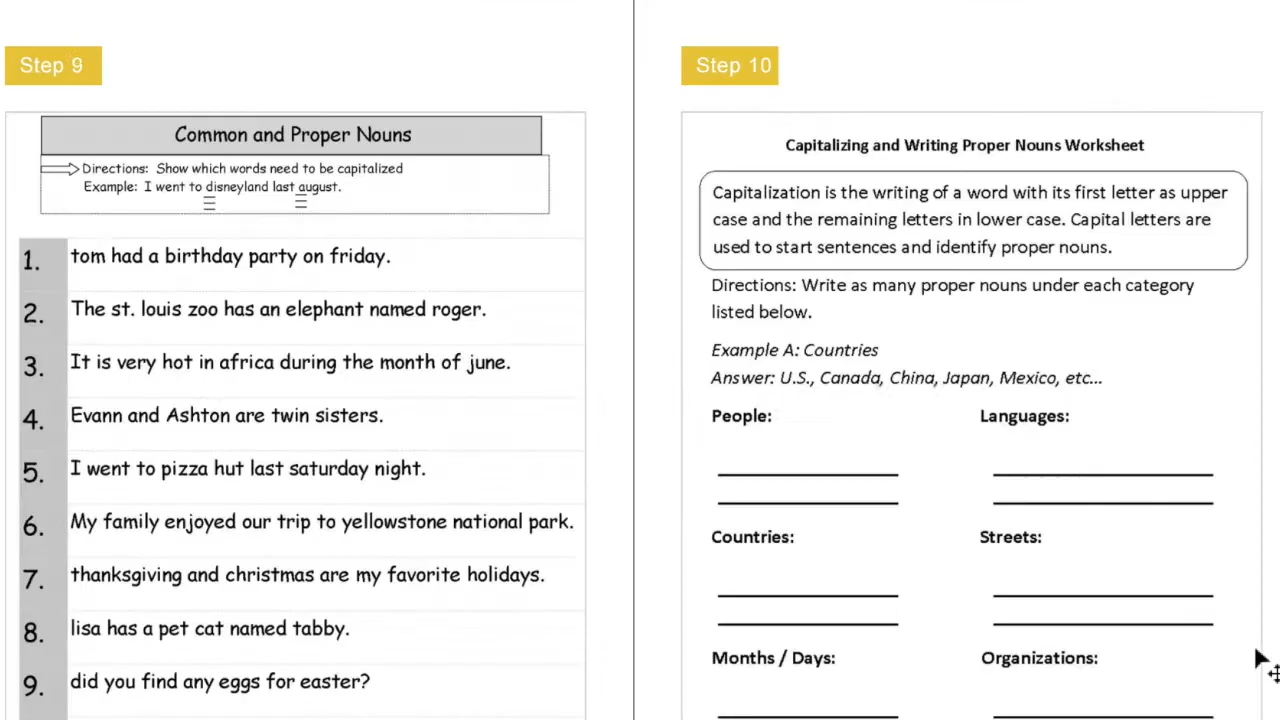 Step 9
Common and Proper Nouns
Directions: Show which words need to be capitalized
Example: I went to disneyland last august.
1. tom had a birthday party on friday.
2. The st. louis zoo has an elephant named roger.
3. It is very hot in africa during the month of june.
4. Evann and Ashton are twin sisters.
5. I went to pizza hut last saturday night.
6. My family enjoyed our trip to yellowstone national park.
7. thanksgiving and christmas are my favorite holidays.
8. lisa has a pet cat named tabby.
9. did you find any eggs for easter?
Step 10
Capitalizing and Writing Proper Nouns Worksheet
Capitalization is the writing of a word with its first letter as upper
case and the remaining letters in lower case. Capital letters are
used to start sentences and identify proper nouns.
Directions: Write as many proper nouns under each category
listed below.
Example A: Countries
Answer: U.S., Canada, China, Japan, Mexico, etc...
People: Languages:
Countries: Streets:
Months / Days: Organizations: